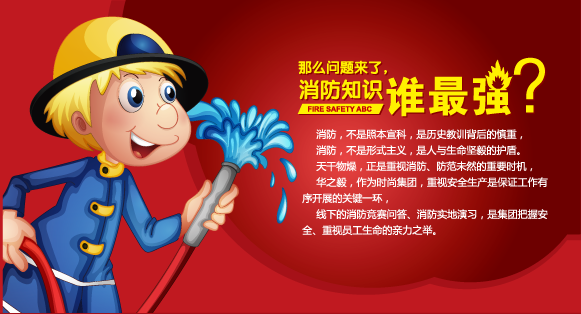 那么问题来了，
消防知识
FIRE SAFETY ABC
谁最强？
消防，不是照本宣科，是历史教训背后的慎重，
消防，不是形式主义，是人与生命坚毅的护盾。
天干物燥，正是重视消防、防范未然的重要时机，
华之毅，作为时尚集团，重视安全生产是保证工作有
序开展的关键一环，
线下的消防竞赛问答、消防实地演习，是集团把握安
全、重视员工生命的亲力之举。